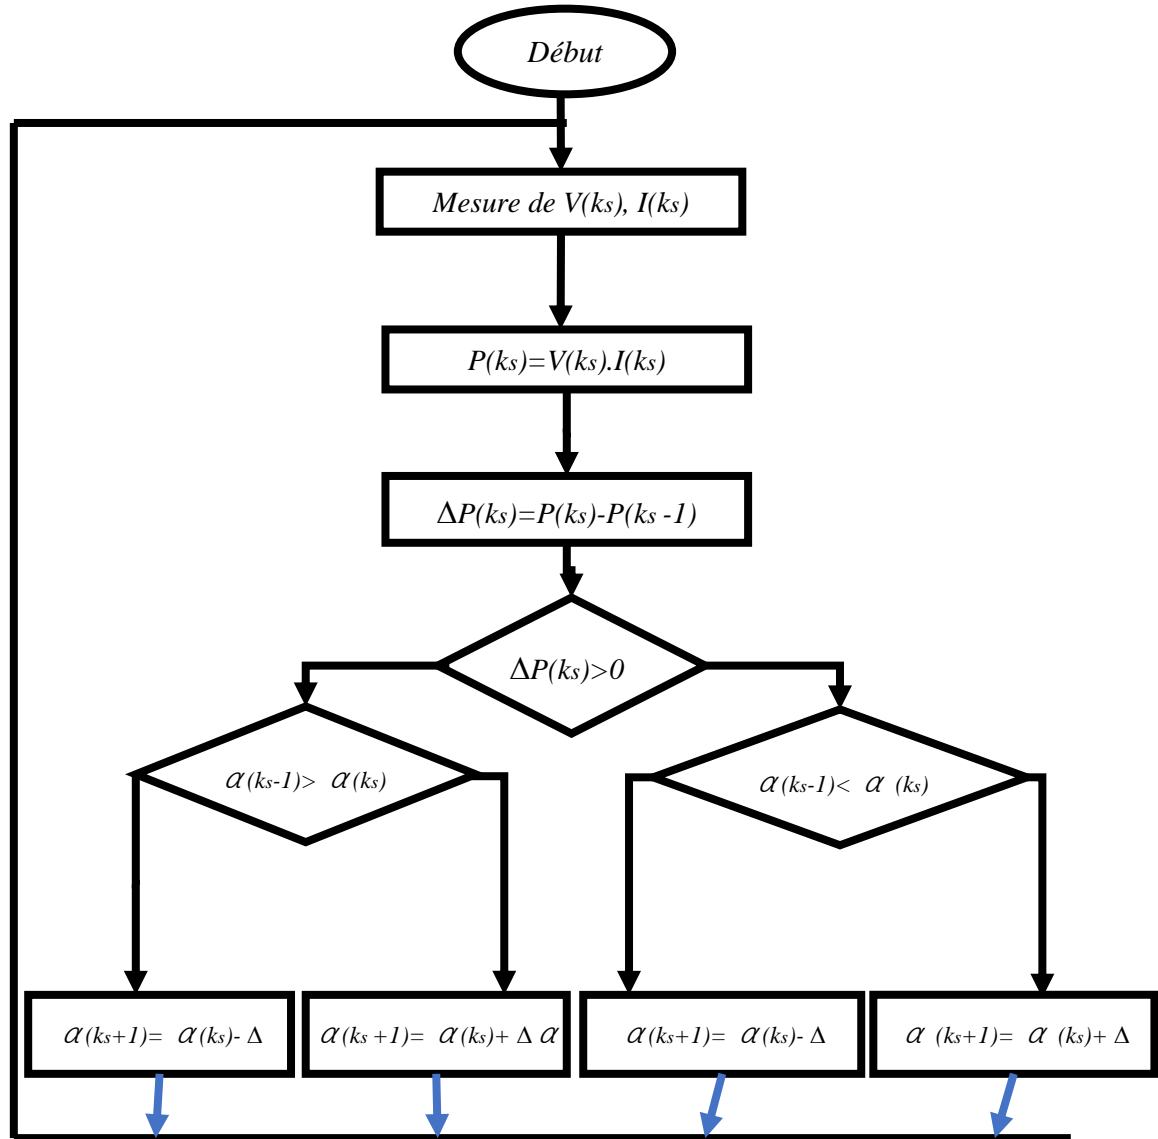 Début
Mesure de V(ks), I(ks)
P(ks)=V(ks).I(ks)
ΔP(ks)=P(ks)-P(ks -1)
ΔP(ks)>0
α(ks-1)> α(ks)
α(ks-1)< α (ks)
α(ks+1)= α(ks)- Δ
α(ks +1)= α(ks)+ Δ α
α(ks+1)= α(ks)- Δ
α (ks+1)= α (ks)+ Δ